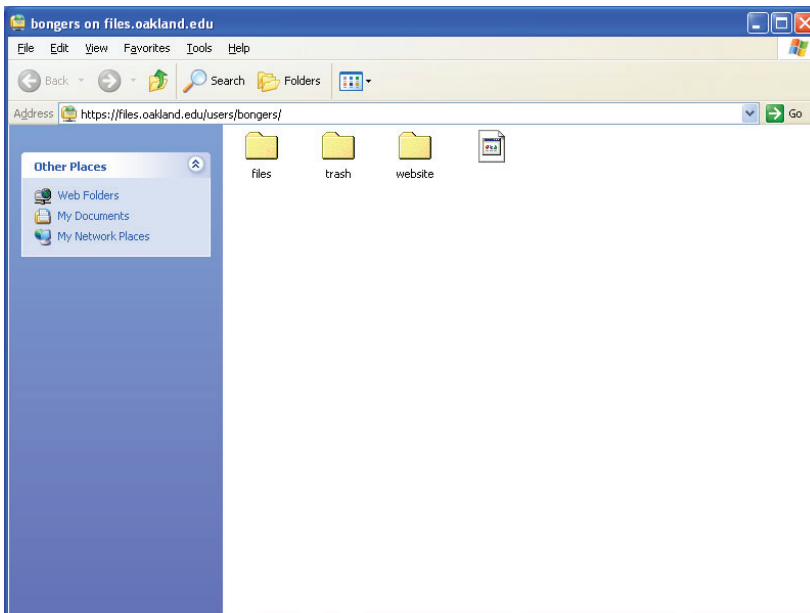 bongers on files.oakland.edu
File Edit View Favorites Tools Help
Back Search Folders
Address https://files.oakland.edu/users/bongers/ Go
Other Places
Web Folders
My Documents
My Network Places
files trash website